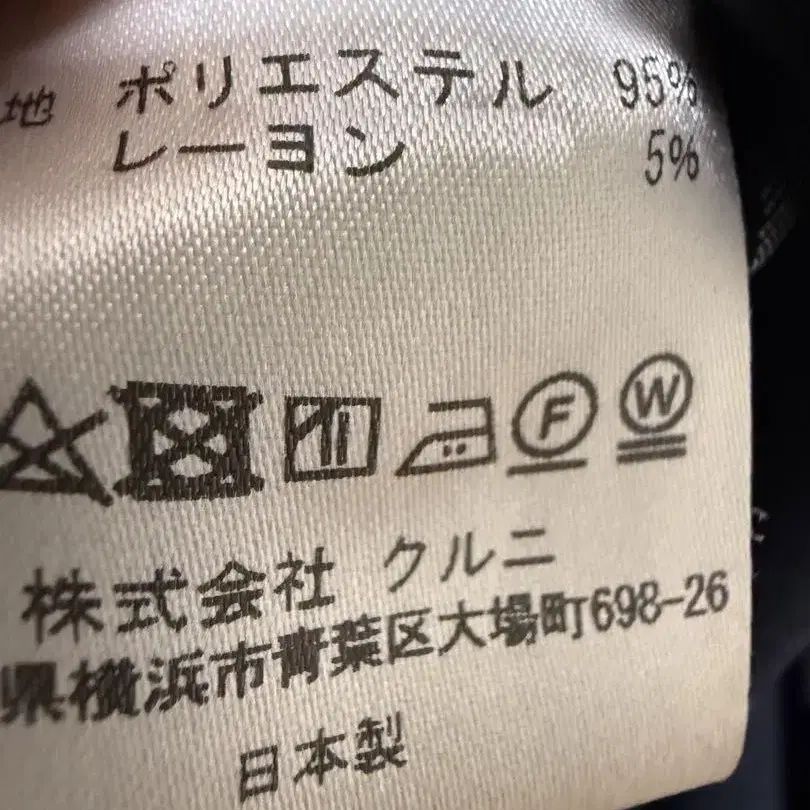 地 ポリエステル 95%
レーヨン 5%
F W
株式会社 クルニ
県横浜市青葉区大場町698-26
日本製